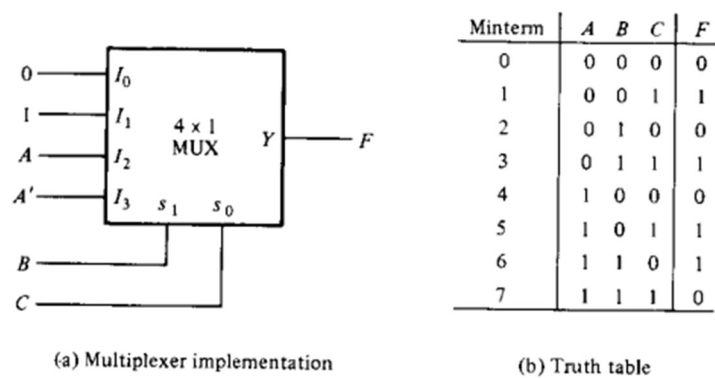 0
I₀
1
I₁
A
I₂
A'
I₃
4 × 1
MUX
Y
F
s₁ s₀
B
C
(a) Multiplexer implementation
Minterm A B C F
0 0 0 0 0
1 0 0 1 1
2 0 1 0 0
3 0 1 1 1
4 1 0 0 0
5 1 0 1 1
6 1 1 0 1
7 1 1 1 0
(b) Truth table